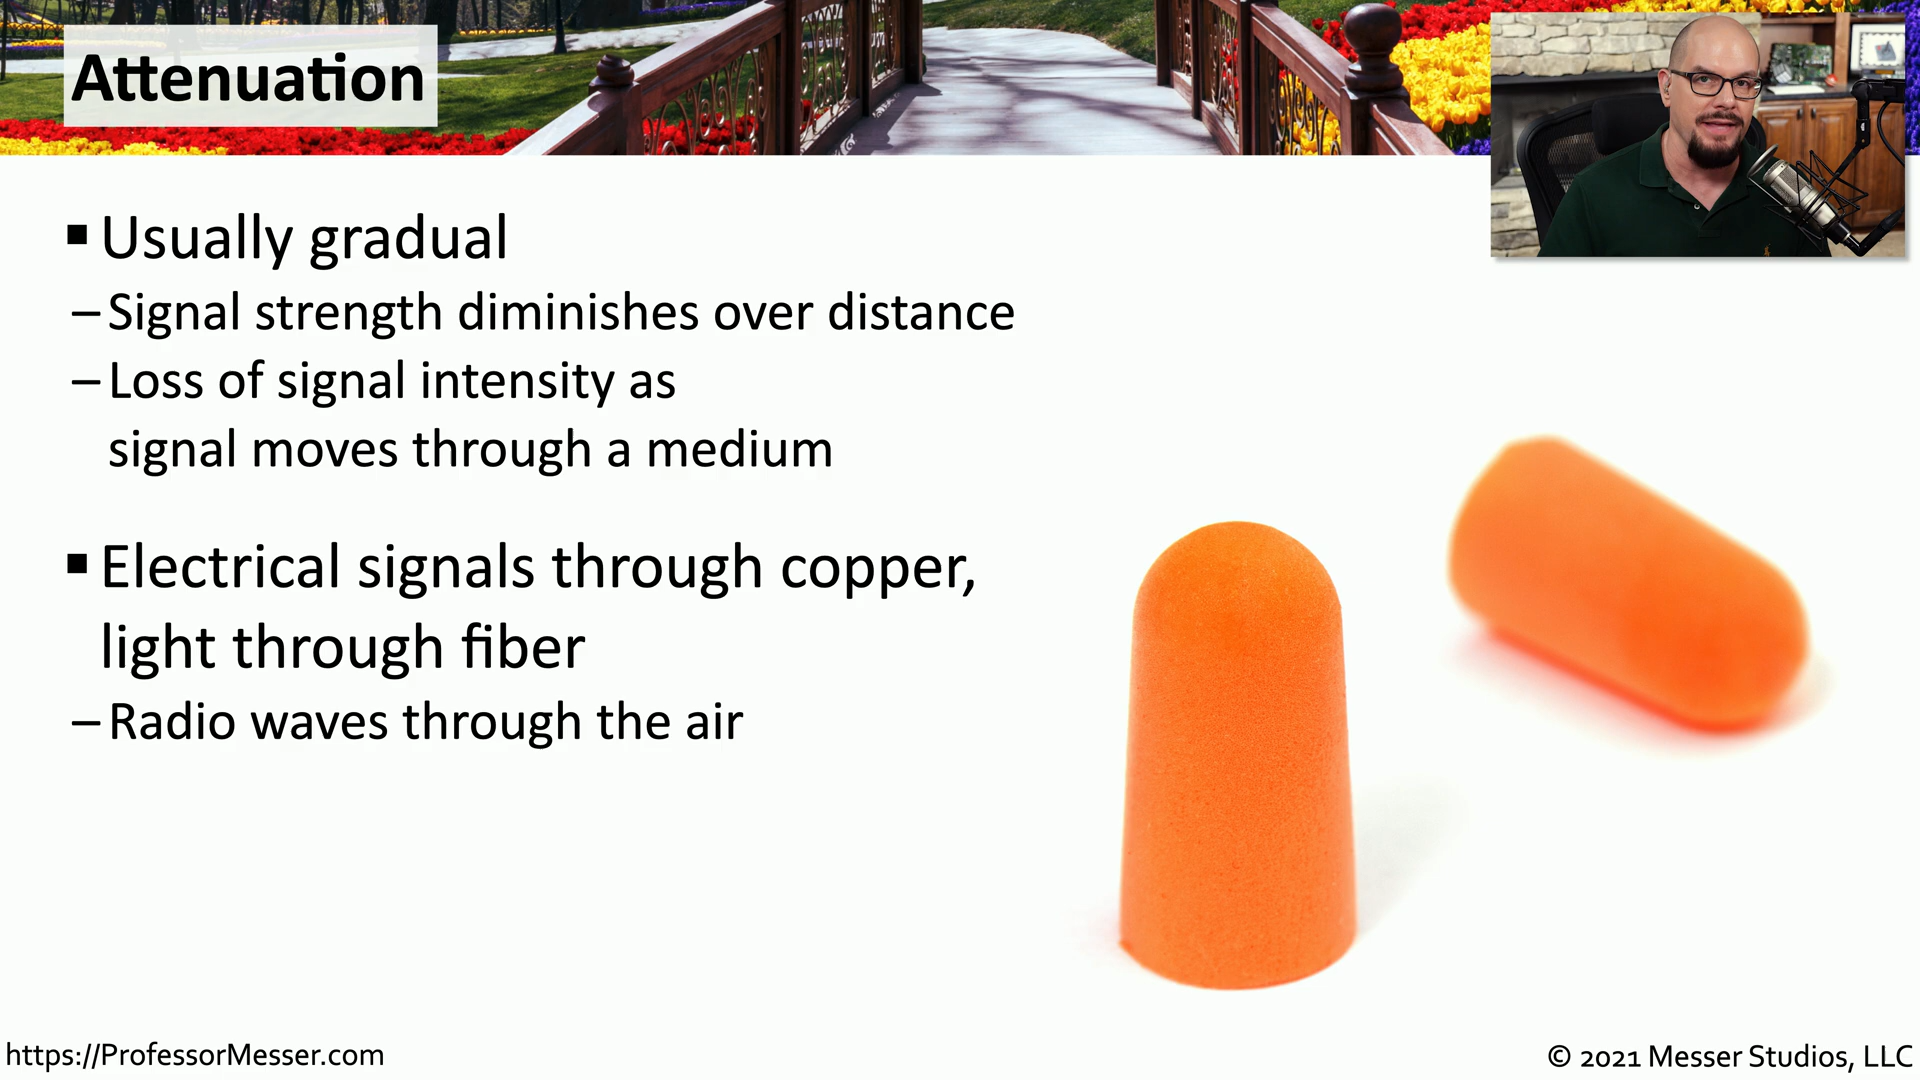 Attenuation
▪ Usually gradual
– Signal strength diminishes over distance
– Loss of signal intensity as
signal moves through a medium
▪ Electrical signals through copper,
light through fiber
– Radio waves through the air
https://ProfessorMesser.com
© 2021 Messer Studios, LLC